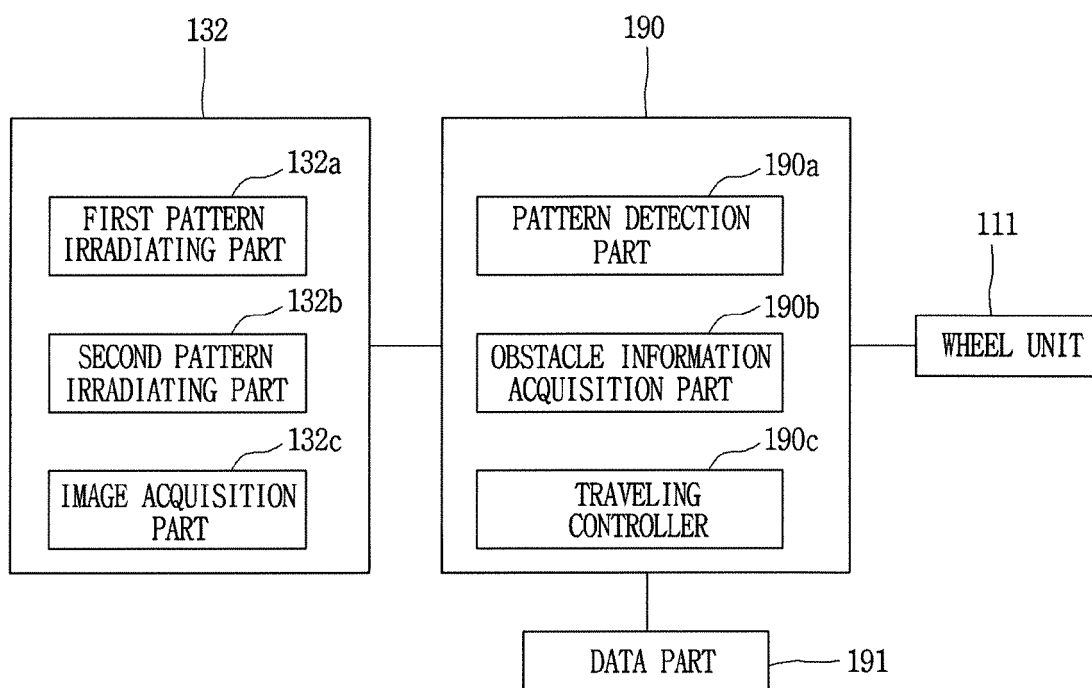 132
190
132a
FIRST PATTERN
IRRADIATING PART
132b
SECOND PATTERN
IRRADIATING PART
132c
IMAGE ACQUISITION
PART
190a
PATTERN DETECTION
PART
190b
OBSTACLE INFORMATION
ACQUISITION PART
190c
TRAVELING
CONTROLLER
111
WHEEL UNIT
DATA PART
191